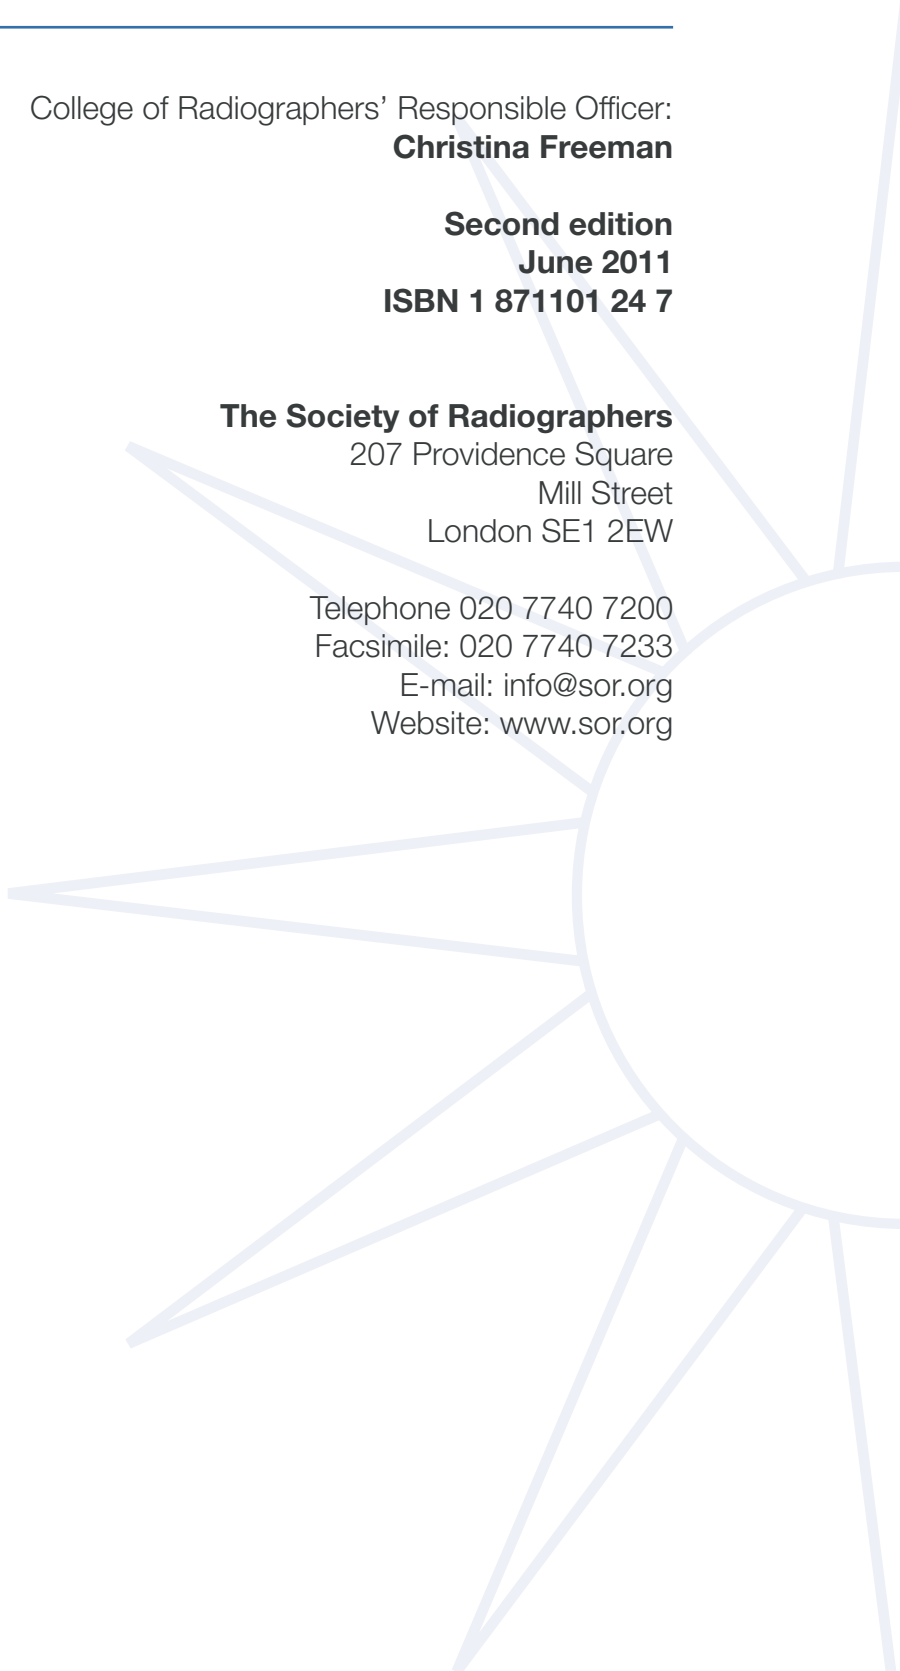 College of Radiographers’ Responsible Officer:
Christina Freeman
Second edition
June 2011
ISBN 1 871101 24 7
The Society of Radiographers
207 Providence Square
Mill Street
London SE1 2EW
Telephone 020 7740 7200
Facsimile: 020 7740 7233
E-mail: info@sor.org
Website: www.sor.org